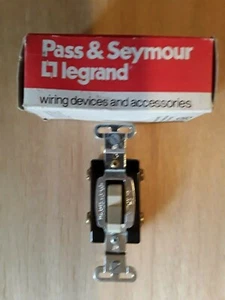 Pass & Seymour
legrand
wiring devices and accessories